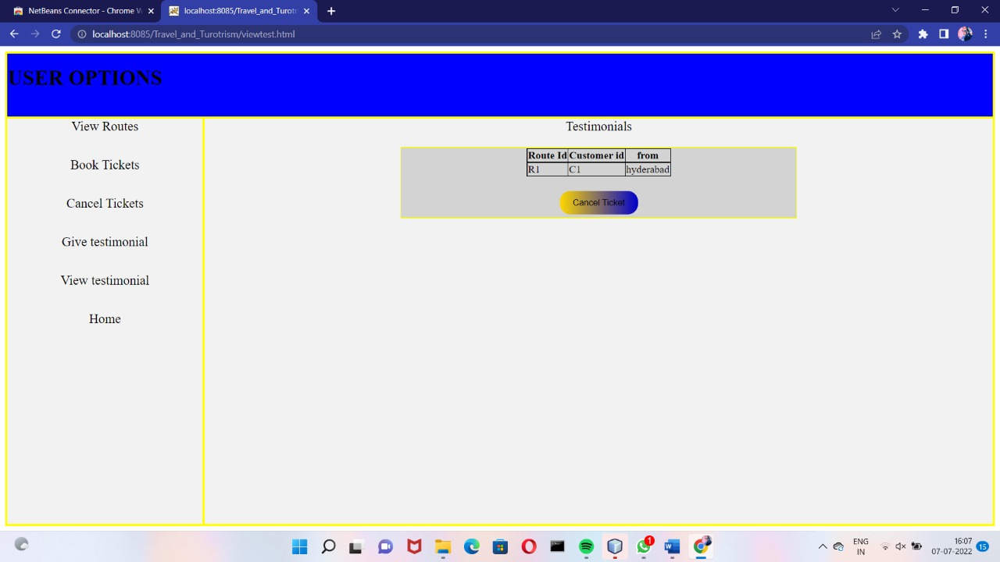 NetBeans Connector - Chrome W
localhost:8085/Travel_and_Turotr
localhost:8085/Travel_and_Turotrism/viewtest.html
USER OPTIONS
View Routes
Book Tickets
Cancel Tickets
Give testimonial
View testimonial
Home
Testimonials
Route Id Customer id from
R1 C1 hyderabad
Cancel Ticket
1
ENG
IN
16:07
07-07-2022
15